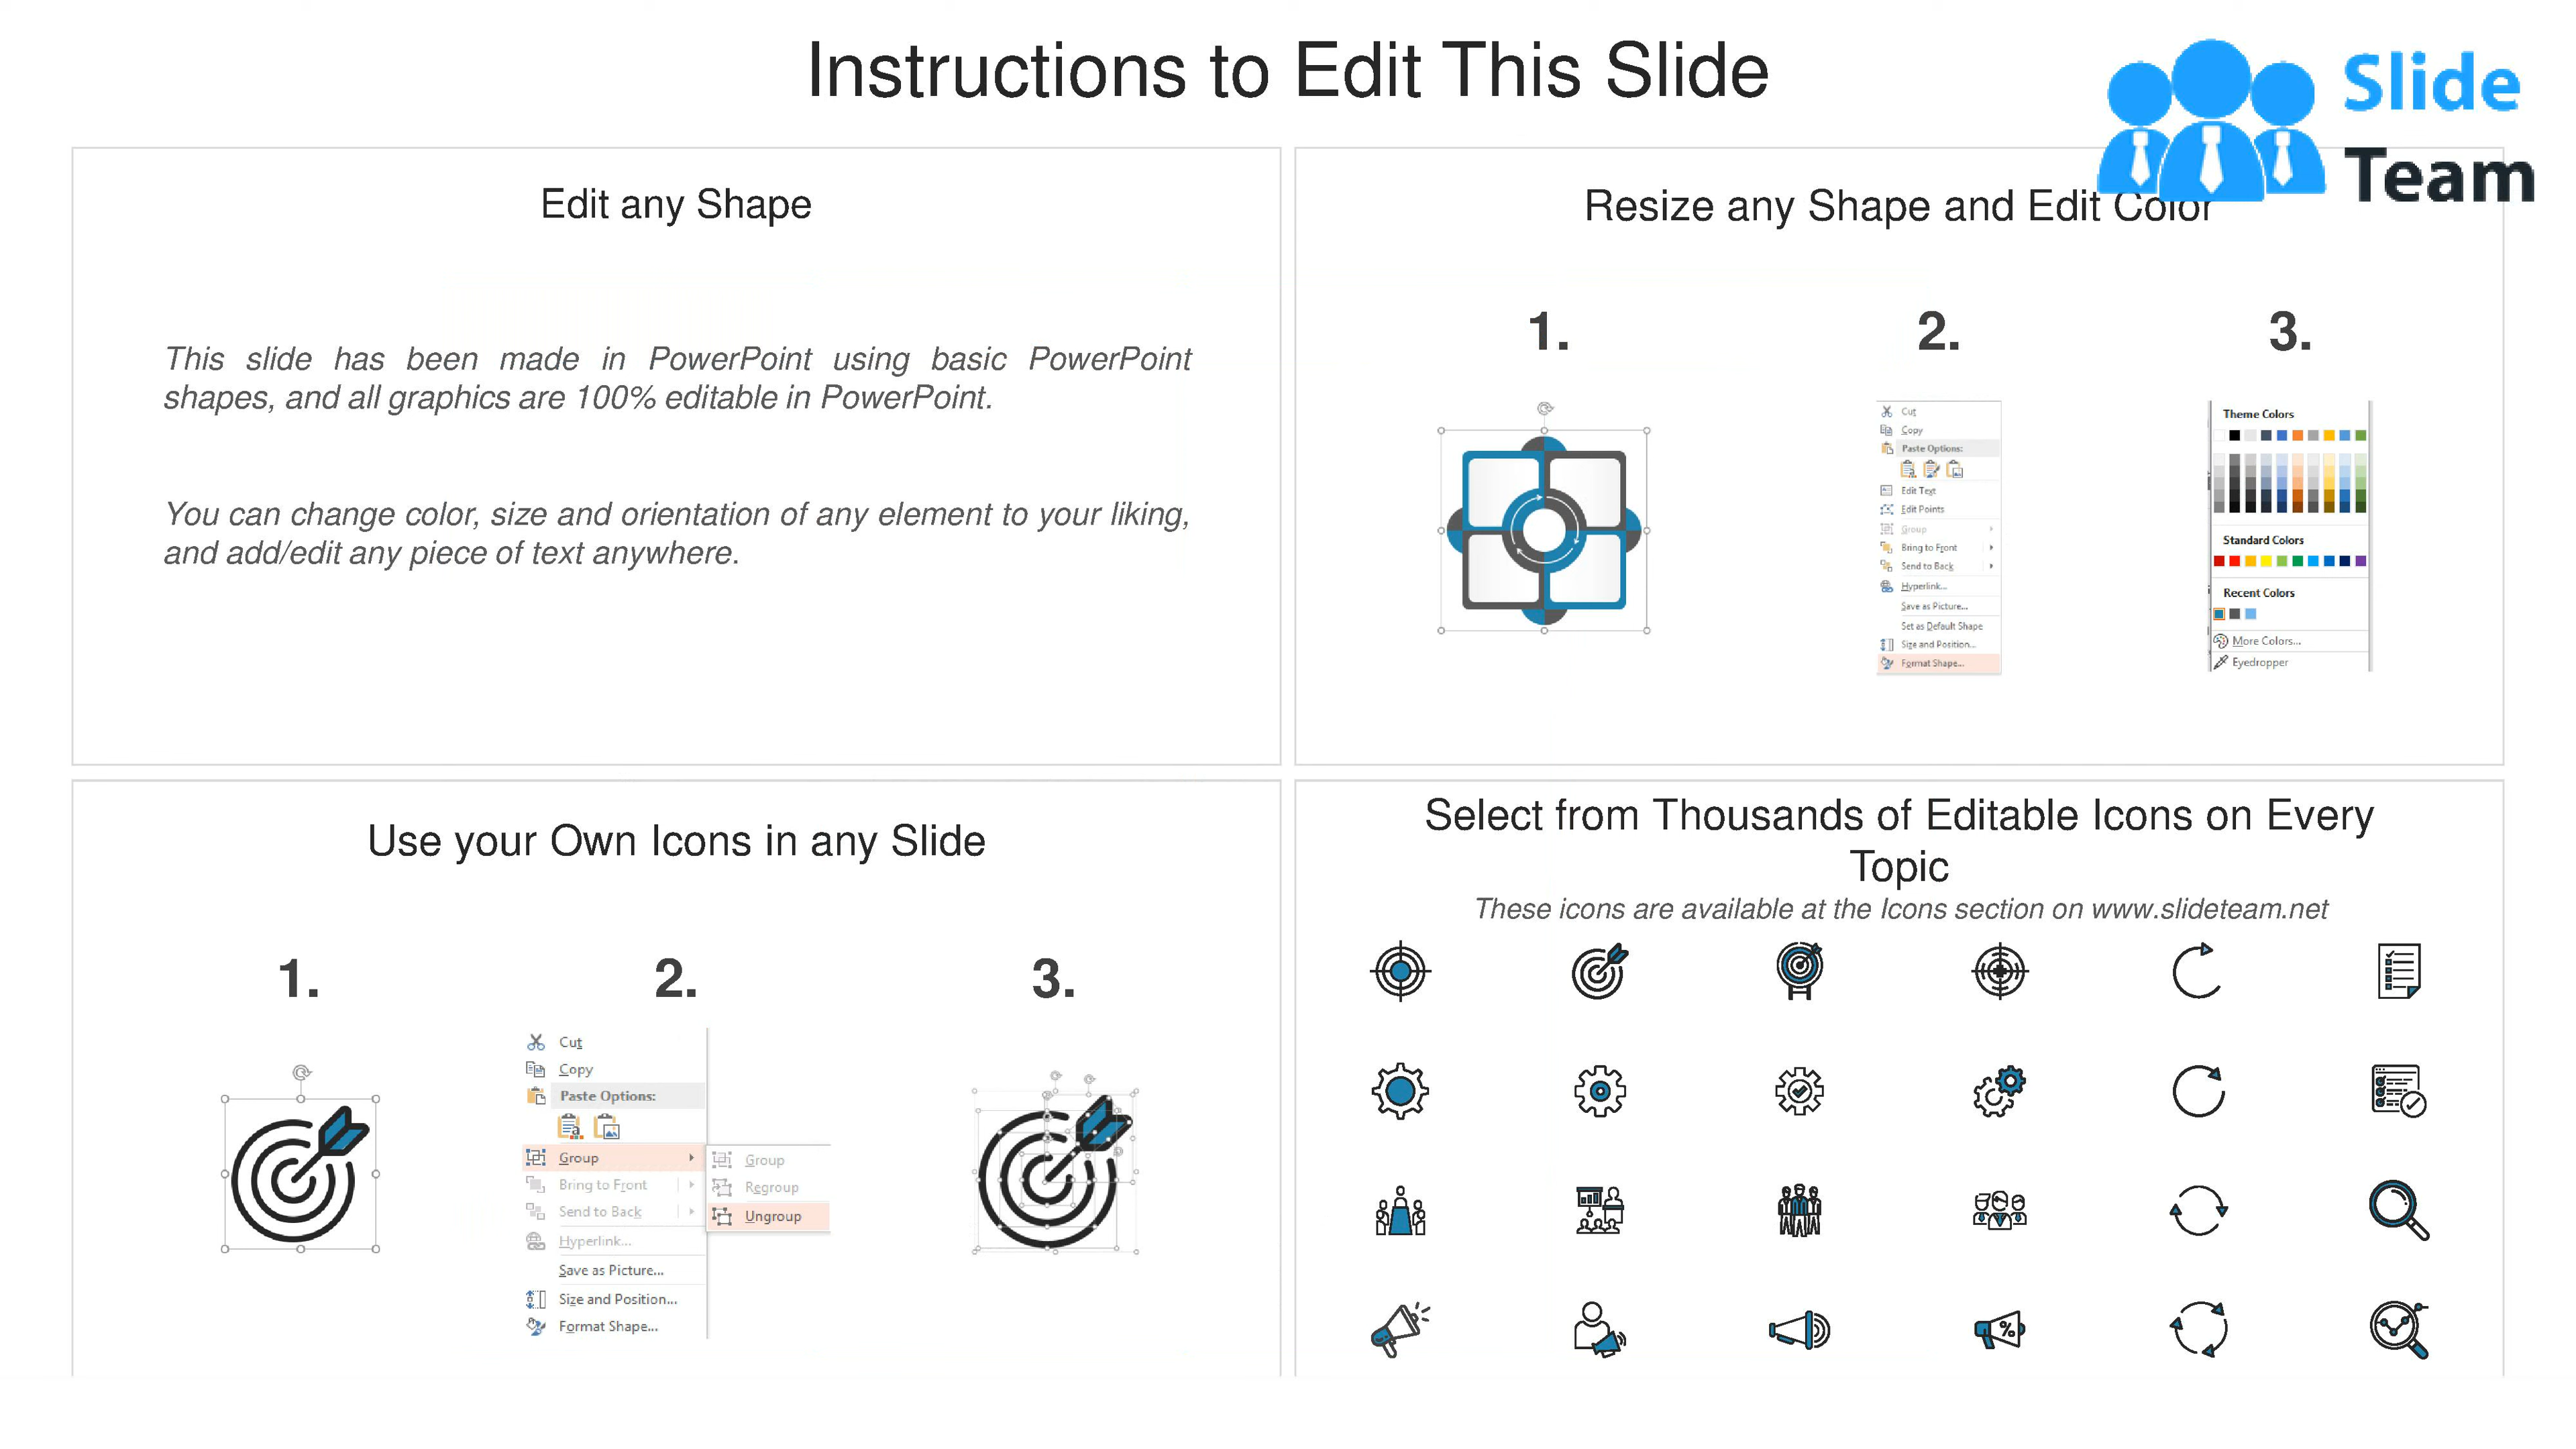 Instructions to Edit This Slide
Slide
Team
Edit any Shape
This slide has been made in PowerPoint using basic PowerPoint
shapes, and all graphics are 100% editable in PowerPoint.
You can change color, size and orientation of any element to your liking,
and add/edit any piece of text anywhere.
Resize any Shape and Edit Color
1.
2.
3.
Cut
Copy
Paste Options:
Edit Text
Edit Points
Group
Bring to Front
Send to Back
Hyperlink...
Save as Picture...
Set as Default Shape
Size and Position...
Format Shape...
Theme Colors
Standard Colors
Recent Colors
More Colors...
Eyedropper
Use your Own Icons in any Slide
1.
2.
3.
Cut
Copy
Paste Options:
Group
Bring to Front
Send to Back
Hyperlink...
Save as Picture...
Size and Position...
Format Shape...
Group
Regroup
Ungroup
Select from Thousands of Editable Icons on Every
Topic
These icons are available at the Icons section on www.slideteam.net
%